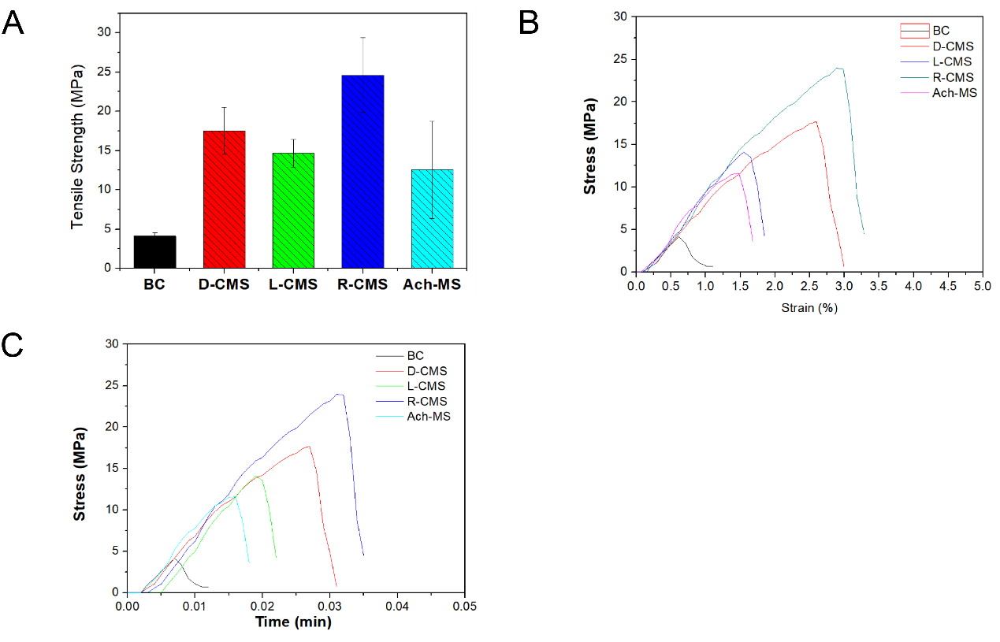 A
Tensile Strength (MPa)
30
25
20
15
10
5
0
BC D-CMS L-CMS R-CMS Ach-MS
B
Stress (MPa)
30
25
20
15
10
5
0
BC
D-CMS
L-CMS
R-CMS
Ach-MS
0.0 0.5 1.0 1.5 2.0 2.5 3.0 3.5 4.0 4.5 5.0
Strain (%)
C
Stress (MPa)
30
25
20
15
10
5
0
BC
D-CMS
L-CMS
R-CMS
Ach-MS
0.00 0.01 0.02 0.03 0.04 0.05
Time (min)